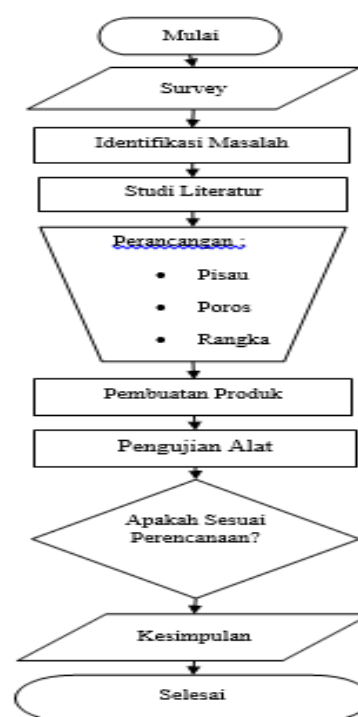 Mulai
Survey
Identifikasi Masalah
Studi Literatur
Perancangan :
• Pisau
• Poros
• Rangka
Pembuatan Produk
Pengujian Alat
Apakah Sesuai
Perencanaan?
Kesimpulan
Selesai